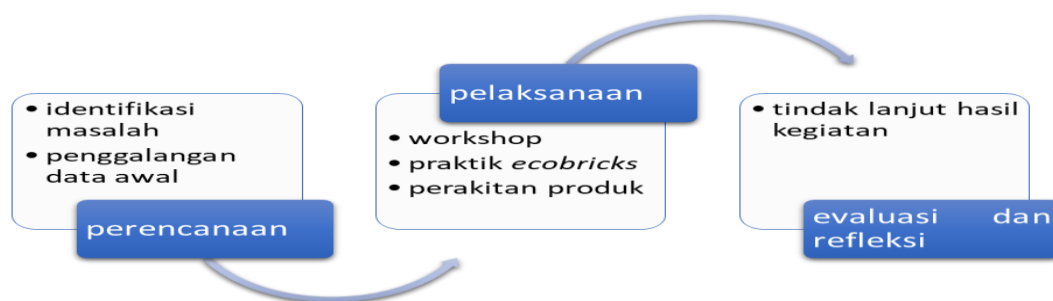 • identifikasi
masalah
• penggalangan
data awal
perencanaan
pelaksanaan
• workshop
• praktik ecobricks
• perakitan produk
• tindak lanjut hasil
kegiatan
evaluasi dan
refleksi